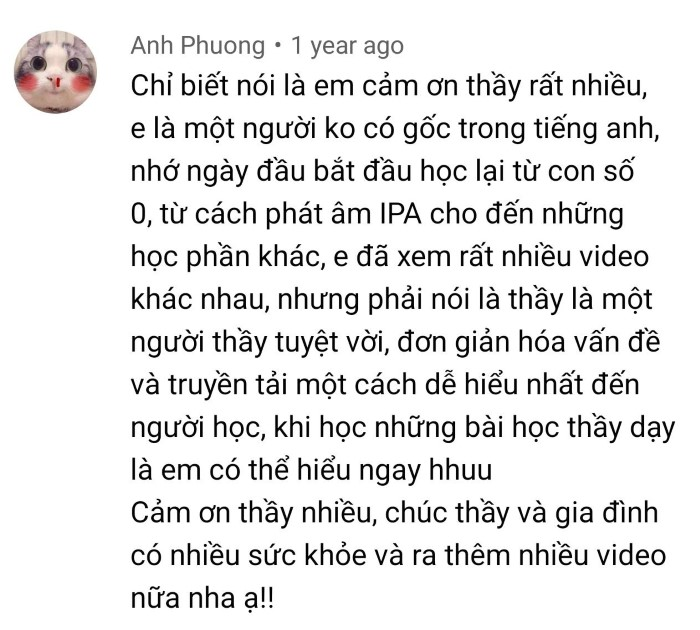 Anh Phuong • 1 year ago
Chỉ biết nói là em cảm ơn thầy rất nhiều,
e là một người ko có gốc trong tiếng anh,
nhớ ngày đầu bắt đầu học lại từ con số
0, từ cách phát âm IPA cho đến những
học phần khác, e đã xem rất nhiều video
khác nhau, nhưng phải nói là thầy là một
người thầy tuyệt vời, đơn giản hóa vấn đề
và truyền tải một cách dễ hiểu nhất đến
người học, khi học những bài học thầy dạy
là em có thể hiểu ngay hhuu
Cảm ơn thầy nhiều, chúc thầy và gia đình
có nhiều sức khỏe và ra thêm nhiều video
nữa nha ạ!!